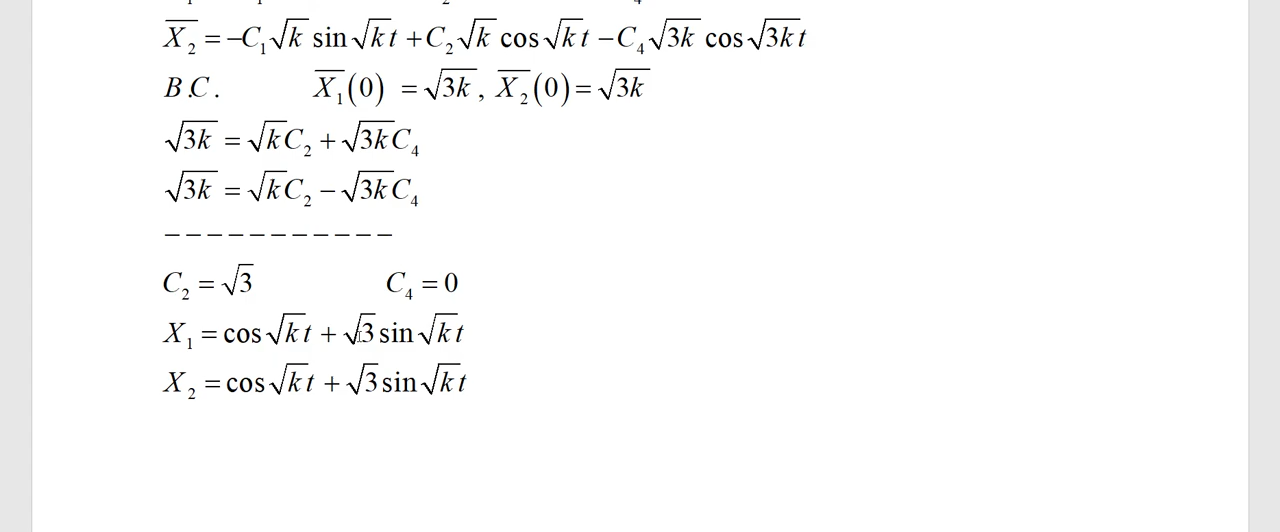 X̅₂ = −C₁√k sin√k t + C₂√k cos√k t − C₄√3k cos√3k t
B.C. X̅₁(0) = √3k , X̅₂(0) = √3k
√3k = √k C₂ + √3k C₄
√3k = √k C₂ − √3k C₄
− − − − − − − − − − −
C₂ = √3 C₄ = 0
X₁ = cos√k t + √3 sin√k t
X₂ = cos√k t + √3 sin√k t